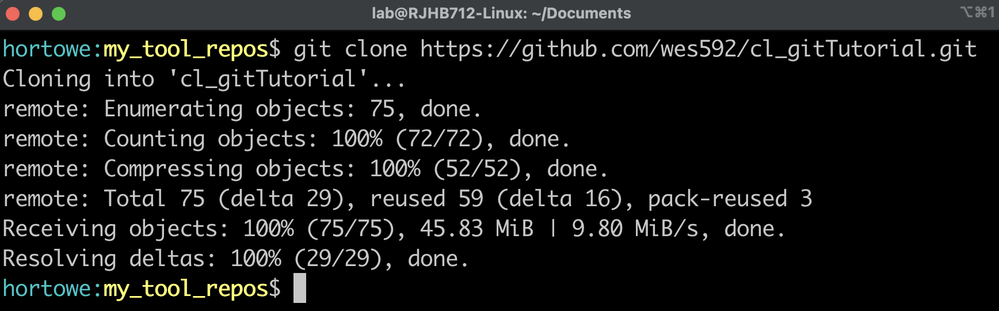 lab@RJHB712-Linux: ~/Documents
⌥⌘1
hortowe:my_tool_repos$ git clone https://github.com/wes592/cl_gitTutorial.git
Cloning into 'cl_gitTutorial'...
remote: Enumerating objects: 75, done.
remote: Counting objects: 100% (72/72), done.
remote: Compressing objects: 100% (52/52), done.
remote: Total 75 (delta 29), reused 59 (delta 16), pack-reused 3
Receiving objects: 100% (75/75), 45.83 MiB | 9.80 MiB/s, done.
Resolving deltas: 100% (29/29), done.
hortowe:my_tool_repos$